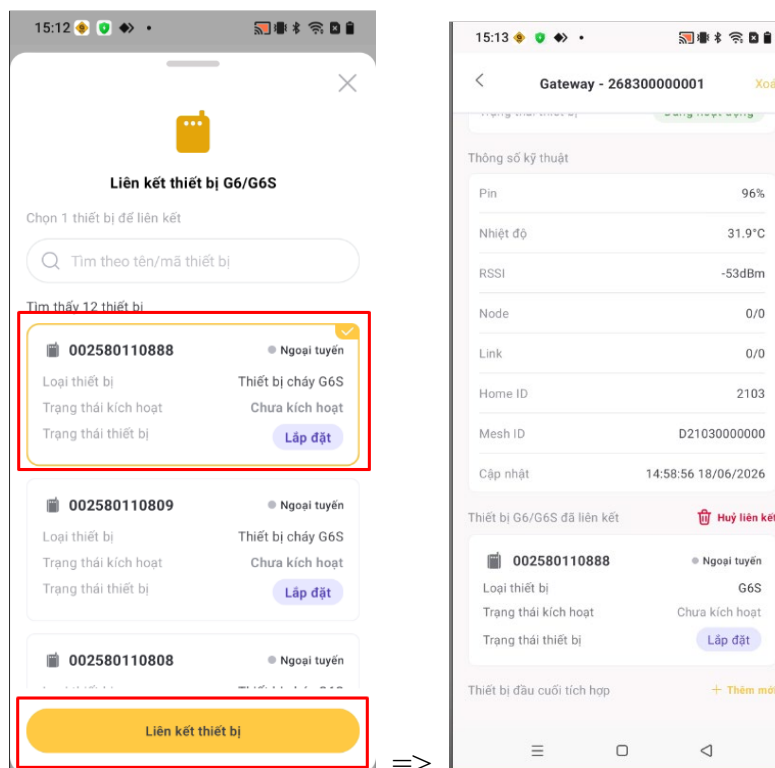 15:12
Liên kết thiết bị G6/G6S
Chọn 1 thiết bị để liên kết
Tìm theo tên/mã thiết bị
Tìm thấy 12 thiết bị
002580110888 Ngoại tuyến
Loại thiết bị Thiết bị cháy G6S
Trạng thái kích hoạt Chưa kích hoạt
Trạng thái thiết bị Lắp đặt
002580110809 Ngoại tuyến
Loại thiết bị Thiết bị cháy G6S
Trạng thái kích hoạt Chưa kích hoạt
Trạng thái thiết bị Lắp đặt
002580110808 Ngoại tuyến
Liên kết thiết bị
=>
15:13
Gateway - 268300000001 Xoá
Trạng thái thiết bị Đang hoạt động
Thông số kỹ thuật
Pin 96%
Nhiệt độ 31.9°C
RSSI -53dBm
Node 0/0
Link 0/0
Home ID 2103
Mesh ID D21030000000
Cập nhật 14:58:56 18/06/2026
Thiết bị G6/G6S đã liên kết Huỷ liên kết
002580110888 Ngoại tuyến
Loại thiết bị G6S
Trạng thái kích hoạt Chưa kích hoạt
Trạng thái thiết bị Lắp đặt
Thiết bị đầu cuối tích hợp + Thêm mới